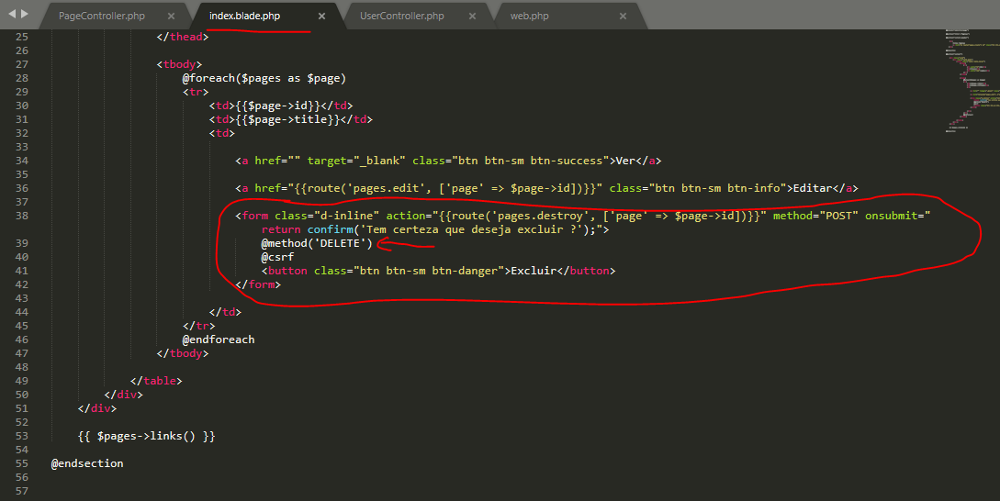 PageController.php × index.blade.php × UserController.php × web.php ×
25 </thead>
26
27 <tbody>
28 @foreach($pages as $page)
29 <tr>
30 <td>{{$page->id}}</td>
31 <td>{{$page->title}}</td>
32 <td>
33
34 <a href="" target="_blank" class="btn btn-sm btn-success">Ver</a>
35
36 <a href="{{route('pages.edit', ['page' => $page->id])}}" class="btn btn-sm btn-info">Editar</a>
37
38 <form class="d-inline" action="{{route('pages.destroy', ['page' => $page->id])}}" method="POST" onsubmit="
return confirm('Tem certeza que deseja excluir ?');">
39 @method('DELETE')
40 @csrf
41 <button class="btn btn-sm btn-danger">Excluir</button>
42 </form>
43
44 </td>
45 </tr>
46 @endforeach
47 </tbody>
48
49 </table>
50 </div>
51 </div>
52
53 {{ $pages->links() }}
54
55 @endsection
56
57